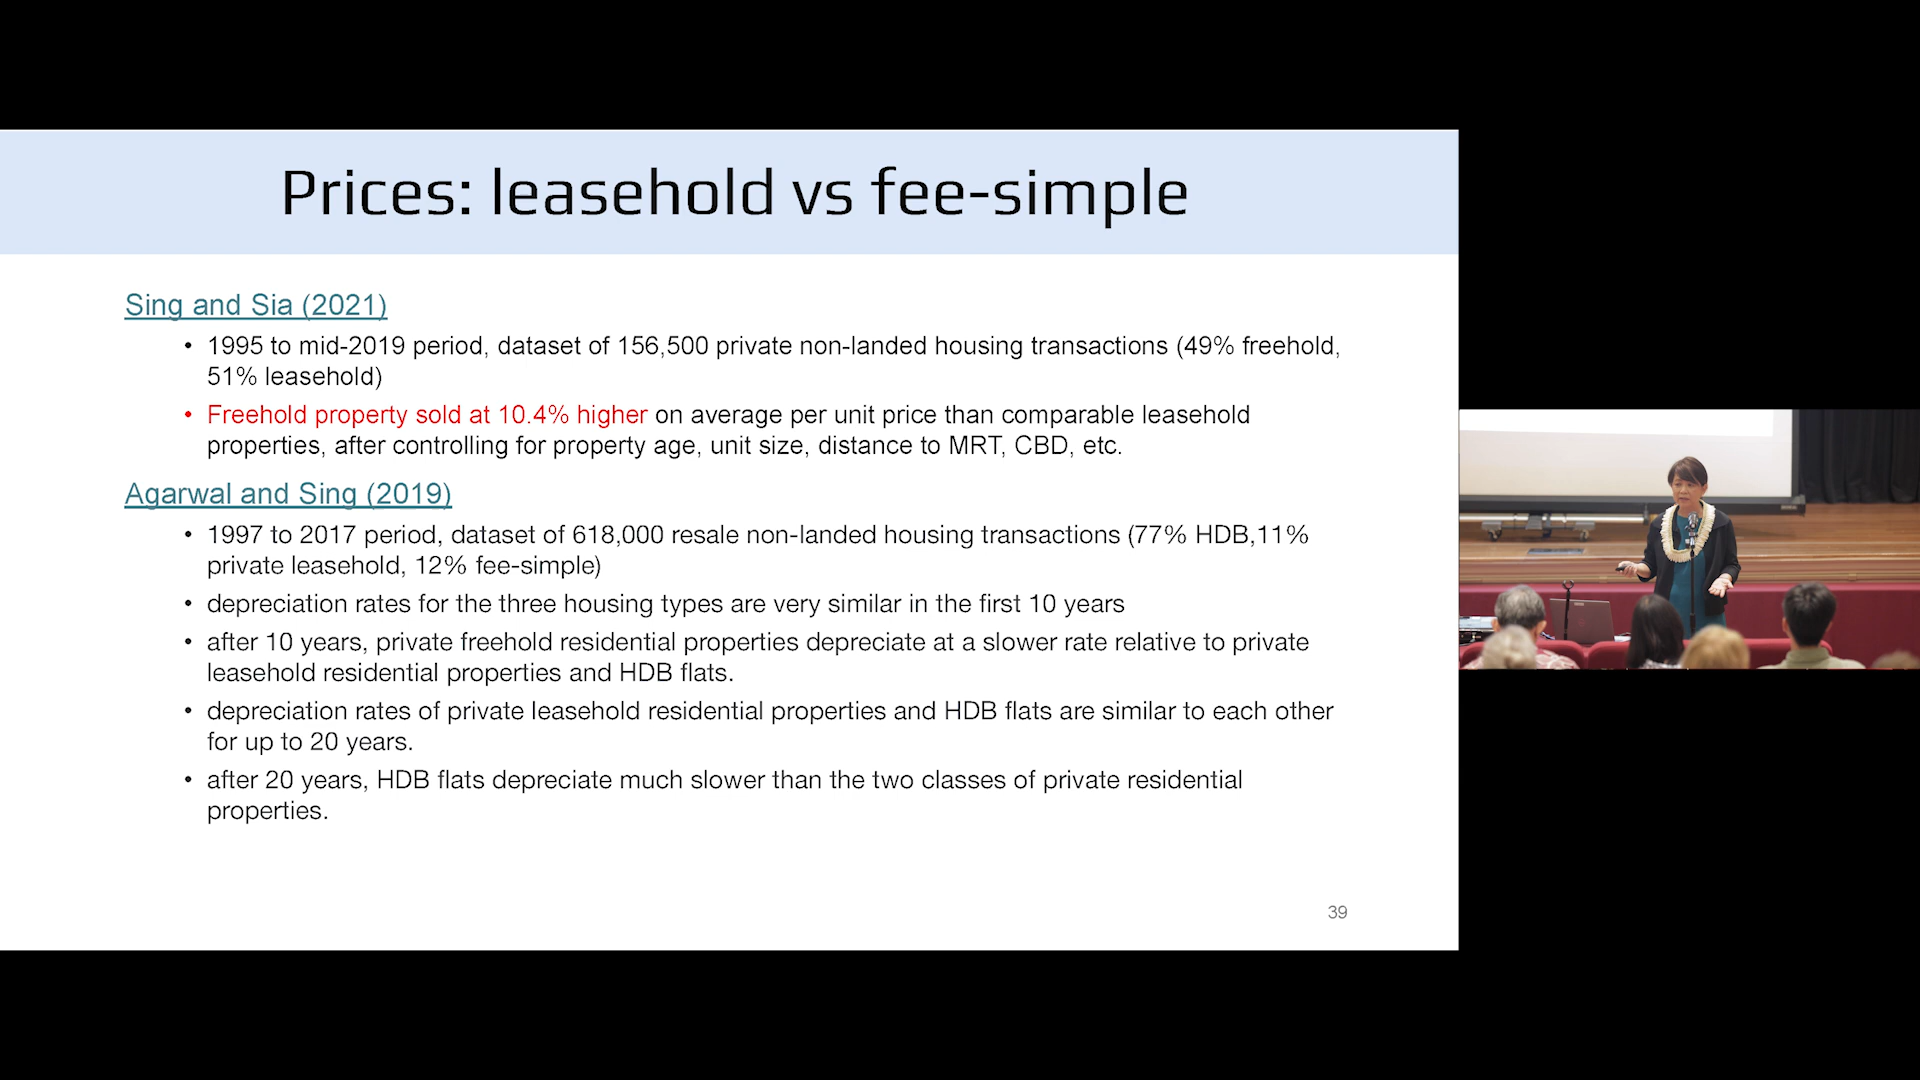 Prices: leasehold vs fee-simple
Sing and Sia (2021)
• 1995 to mid-2019 period, dataset of 156,500 private non-landed housing transactions (49% freehold,
51% leasehold)
• Freehold property sold at 10.4% higher on average per unit price than comparable leasehold
properties, after controlling for property age, unit size, distance to MRT, CBD, etc.
Agarwal and Sing (2019)
• 1997 to 2017 period, dataset of 618,000 resale non-landed housing transactions (77% HDB,11%
private leasehold, 12% fee-simple)
• depreciation rates for the three housing types are very similar in the first 10 years
• after 10 years, private freehold residential properties depreciate at a slower rate relative to private
leasehold residential properties and HDB flats.
• depreciation rates of private leasehold residential properties and HDB flats are similar to each other
for up to 20 years.
• after 20 years, HDB flats depreciate much slower than the two classes of private residential
properties.
39